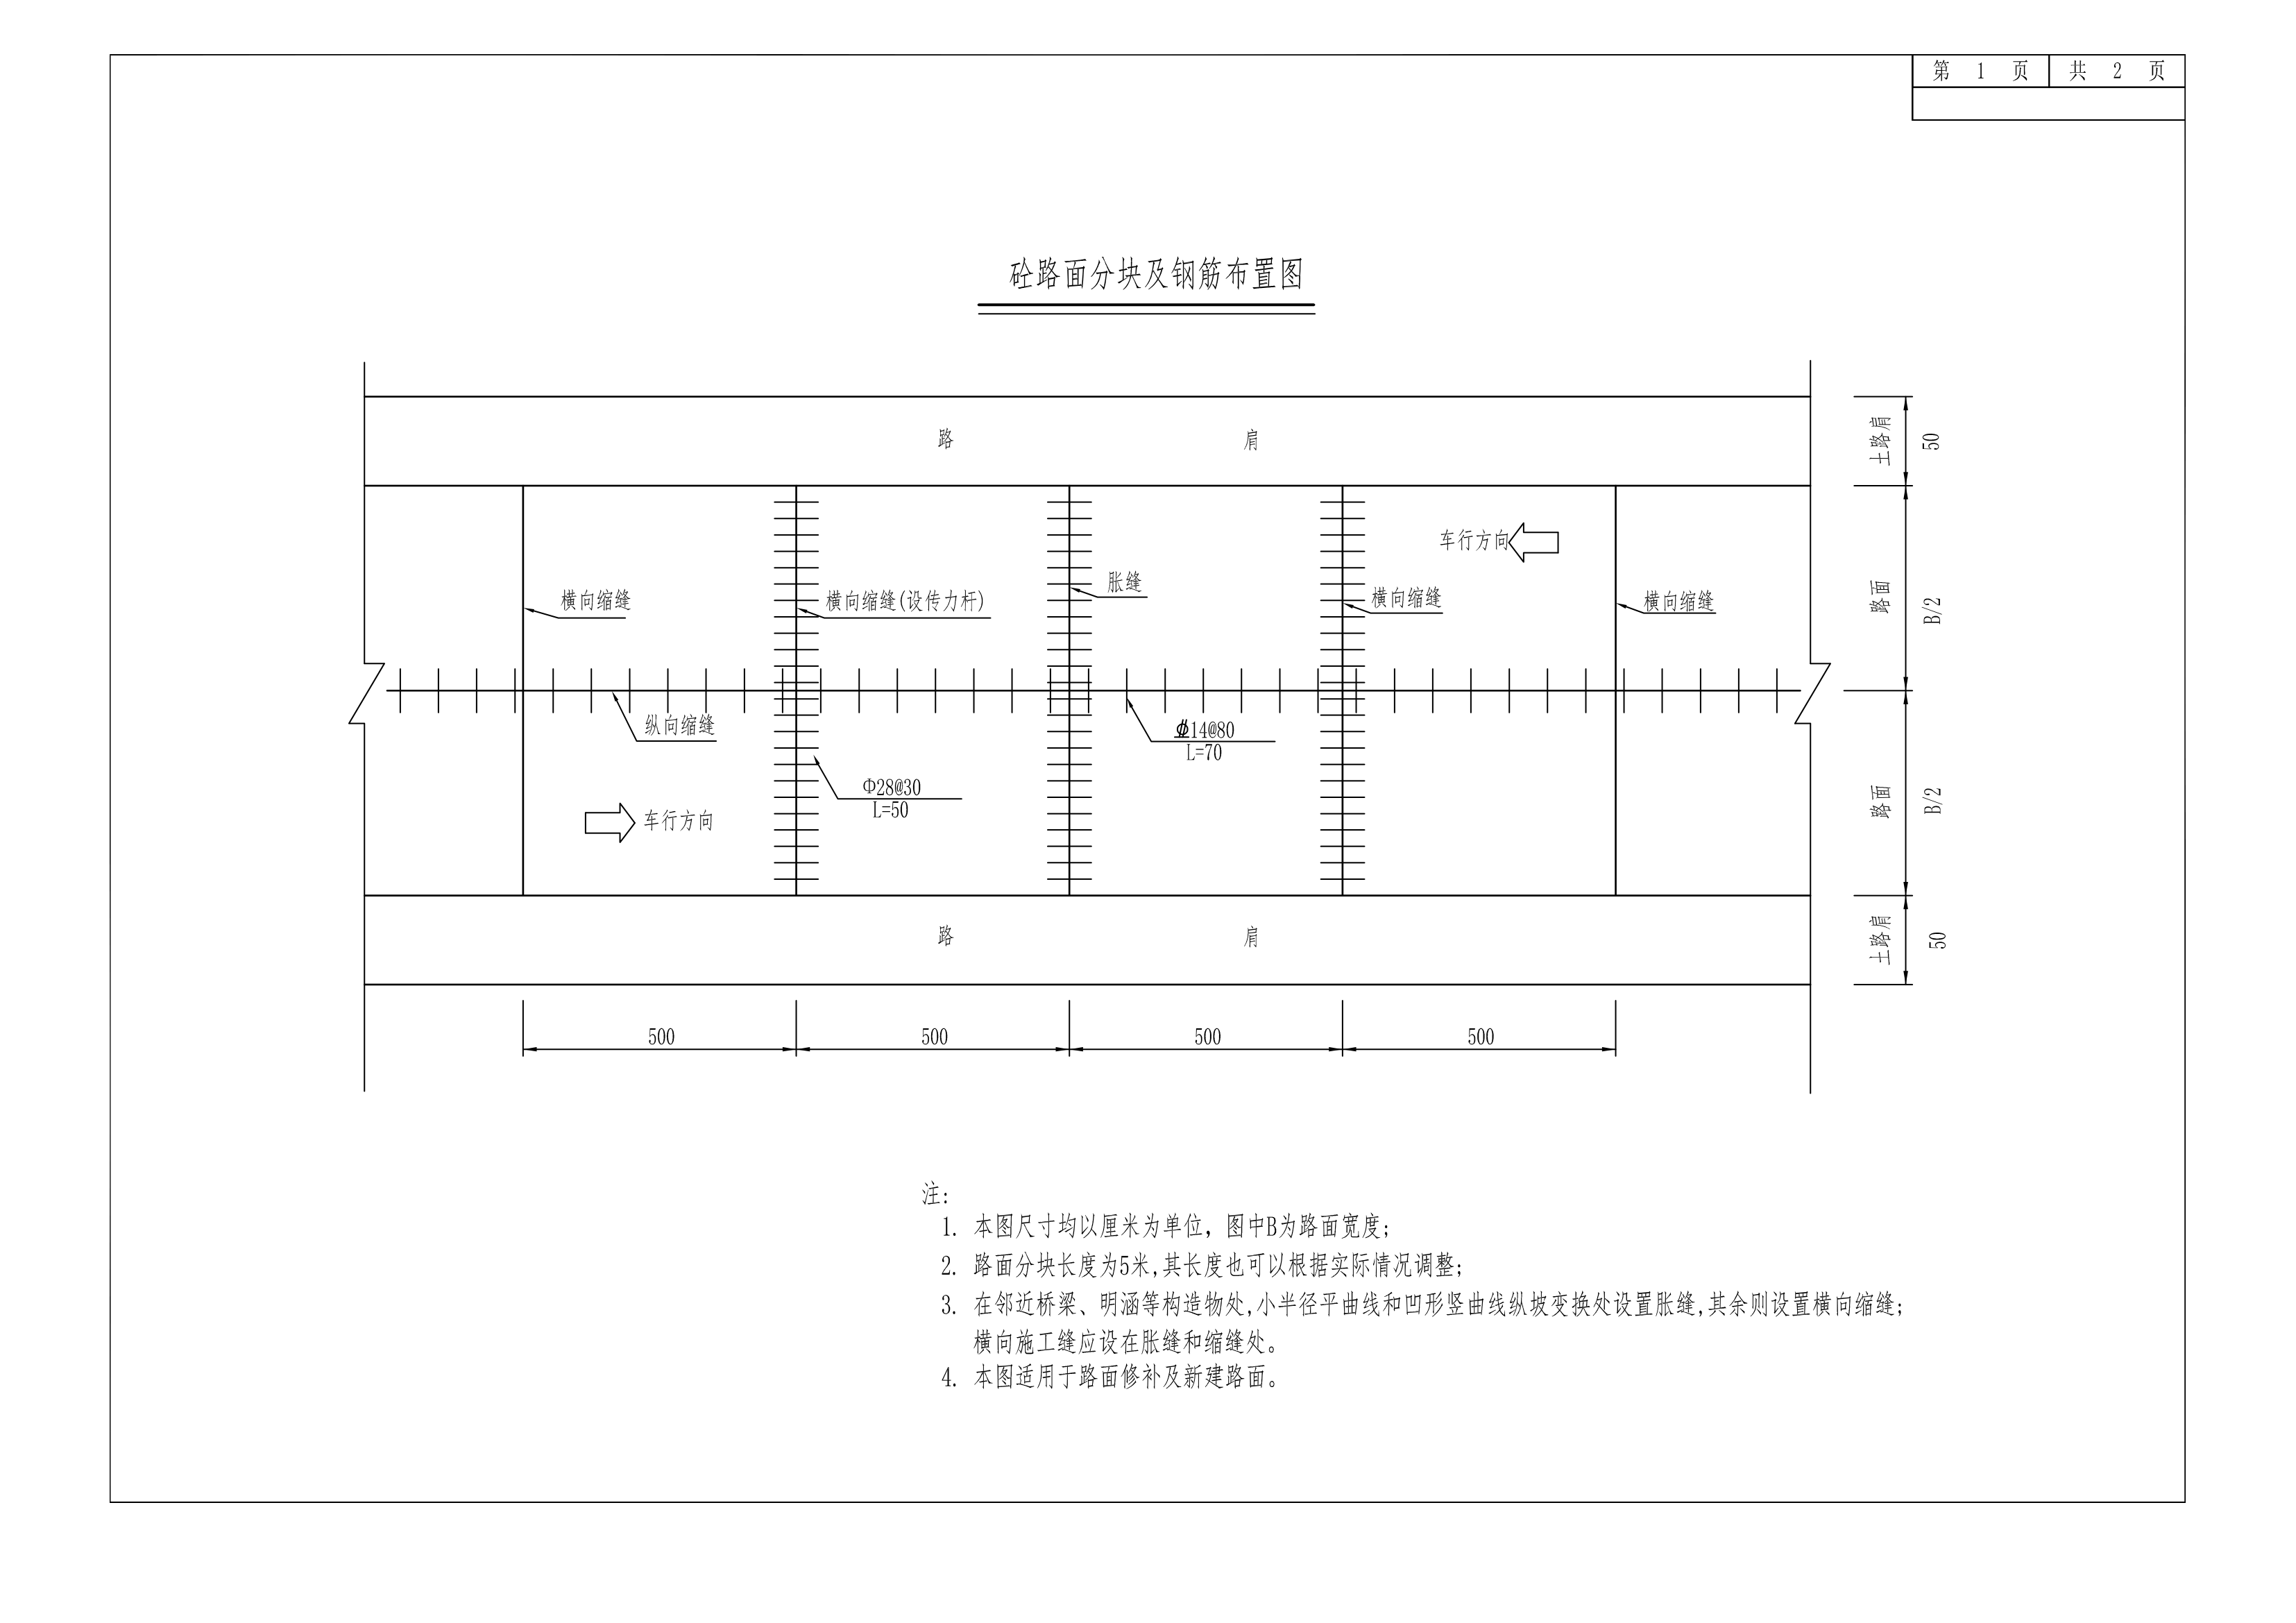 第 1 页 共 2 页
砼路面分块及钢筋布置图
路 肩
土路肩
50
车行方向
胀缝
横向缩缝
横向缩缝(设传力杆)
横向缩缝
横向缩缝
路面
B/2
纵向缩缝
14@80
L=70
Φ28@30
L=50
车行方向
路面
B/2
路 肩
土路肩
50
500 500 500 500
注:
1. 本图尺寸均以厘米为单位，图中B为路面宽度;
2. 路面分块长度为5米,其长度也可以根据实际情况调整;
3. 在邻近桥梁、明涵等构造物处,小半径平曲线和凹形竖曲线纵坡变换处设置胀缝,其余则设置横向缩缝;
横向施工缝应设在胀缝和缩缝处。
4. 本图适用于路面修补及新建路面。